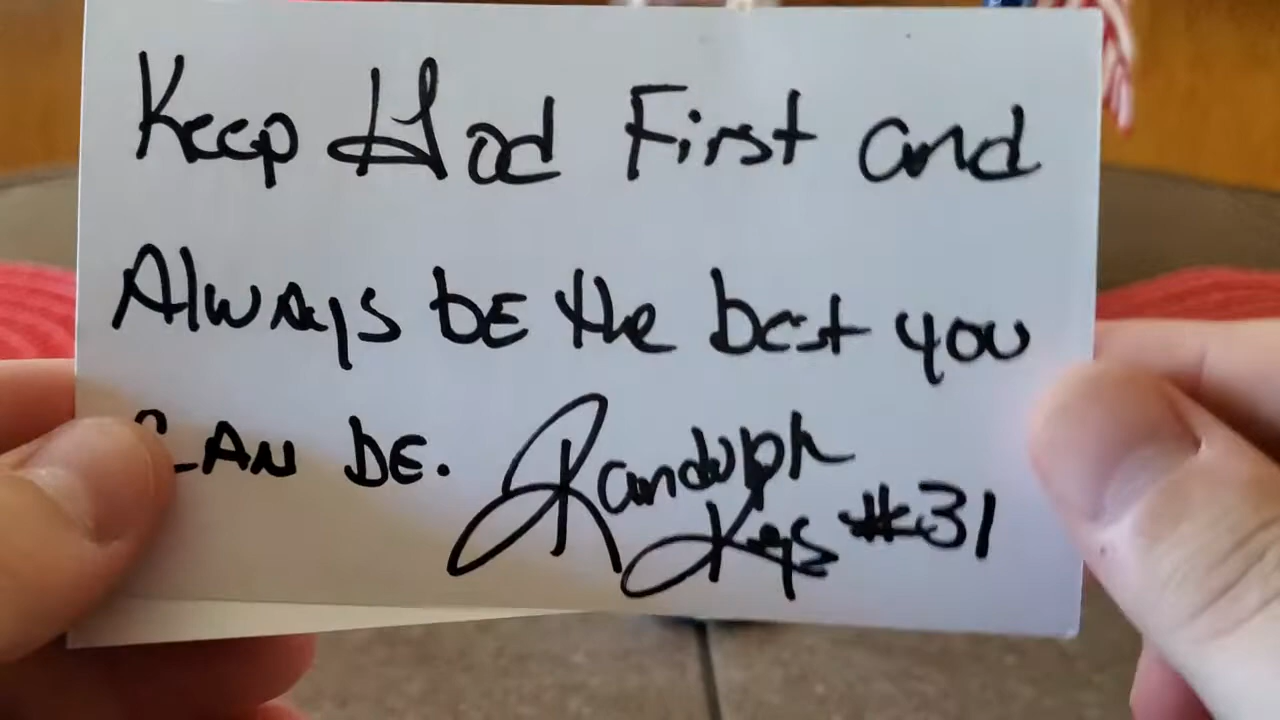 Keep God First and
Always bE the best you
CAN BE. Randolph
Keys #31